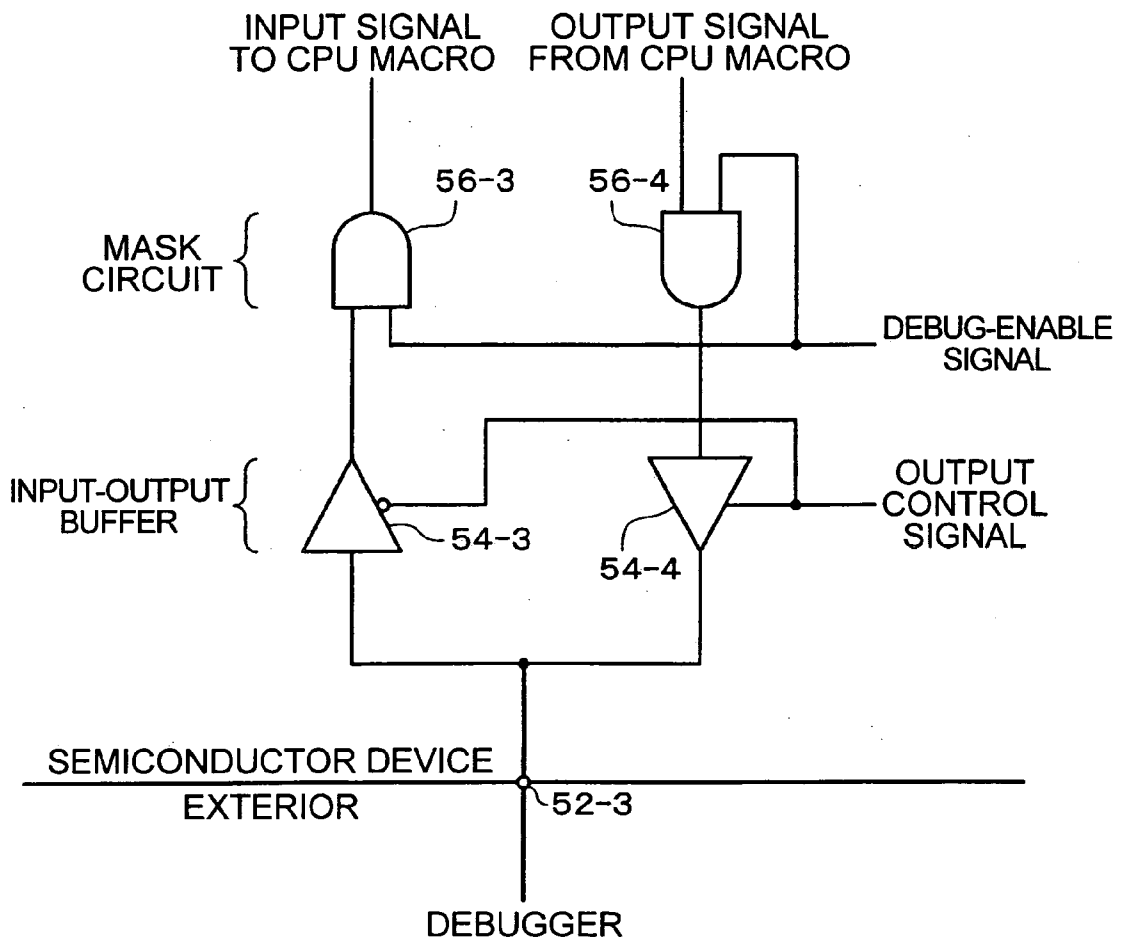 INPUT SIGNAL
TO CPU MACRO
OUTPUT SIGNAL
FROM CPU MACRO
56-3
56-4
MASK
CIRCUIT
DEBUG-ENABLE
SIGNAL
INPUT-OUTPUT
BUFFER
54-3
54-4
OUTPUT
CONTROL
SIGNAL
SEMICONDUCTOR DEVICE
EXTERIOR
52-3
DEBUGGER